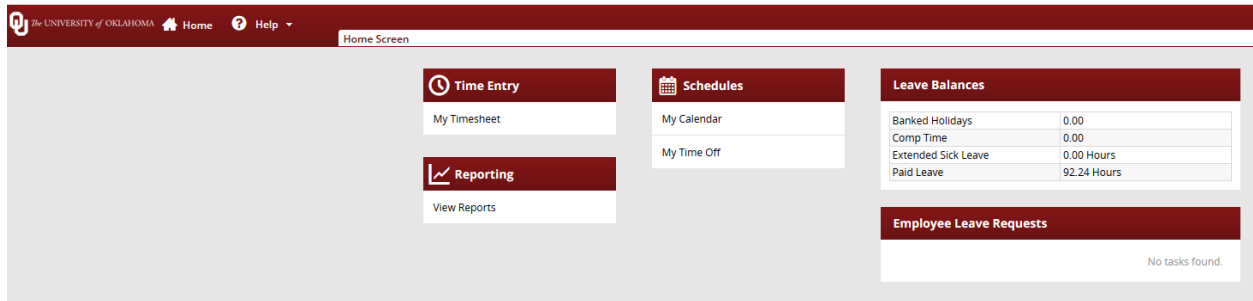 The UNIVERSITY of OKLAHOMA Home ? Help
Home Screen
Time Entry
My Timesheet
Reporting
View Reports
Schedules
My Calendar
My Time Off
Leave Balances
Banked Holidays 0.00
Comp Time 0.00
Extended Sick Leave 0.00 Hours
Paid Leave 92.24 Hours
Employee Leave Requests
No tasks found.